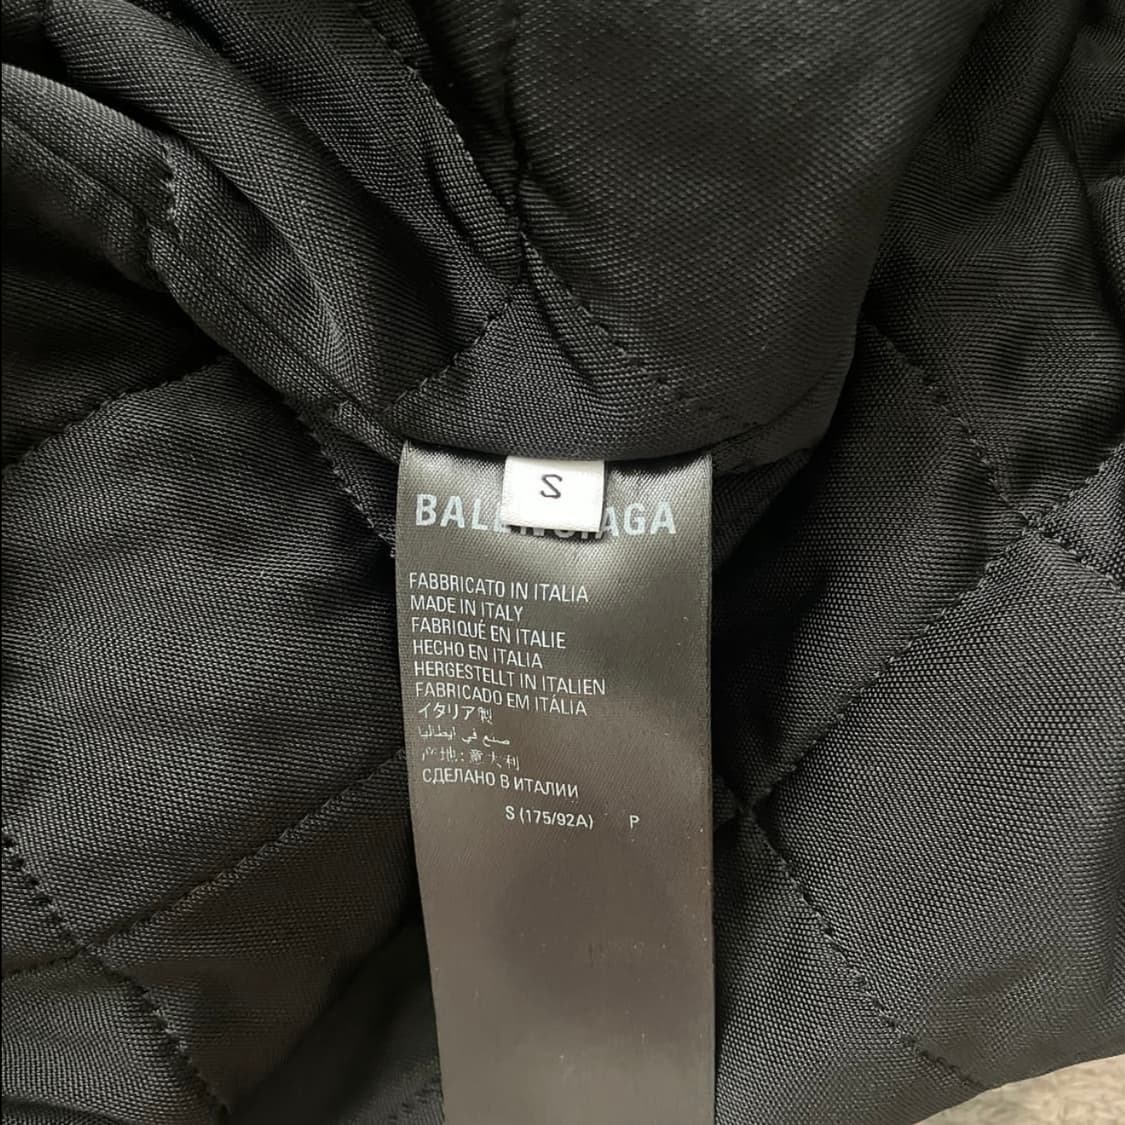 S
BALENCIAGA
FABBRICATO IN ITALIA
MADE IN ITALY
FABRIQUÉ EN ITALIE
HECHO EN ITALIA
HERGESTELLT IN ITALIEN
FABRICADO EM ITÁLIA
イタリア製
صنع في ايطاليا
产地: 意大利
СДЕЛАНО В ИТАЛИИ
S (175/92A) P